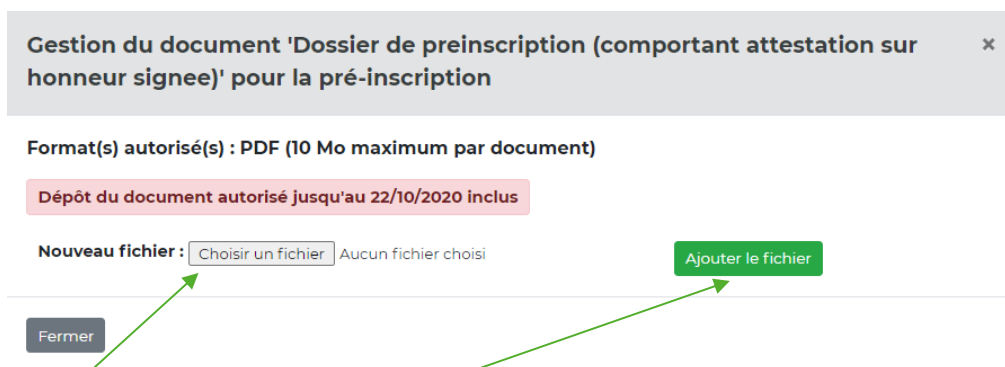 Gestion du document 'Dossier de preinscription (comportant attestation sur ×
honneur signee)' pour la pré-inscription
Format(s) autorisé(s) : PDF (10 Mo maximum par document)
Dépôt du document autorisé jusqu'au 22/10/2020 inclus
Nouveau fichier : Choisir un fichier Aucun fichier choisi Ajouter le fichier
Fermer